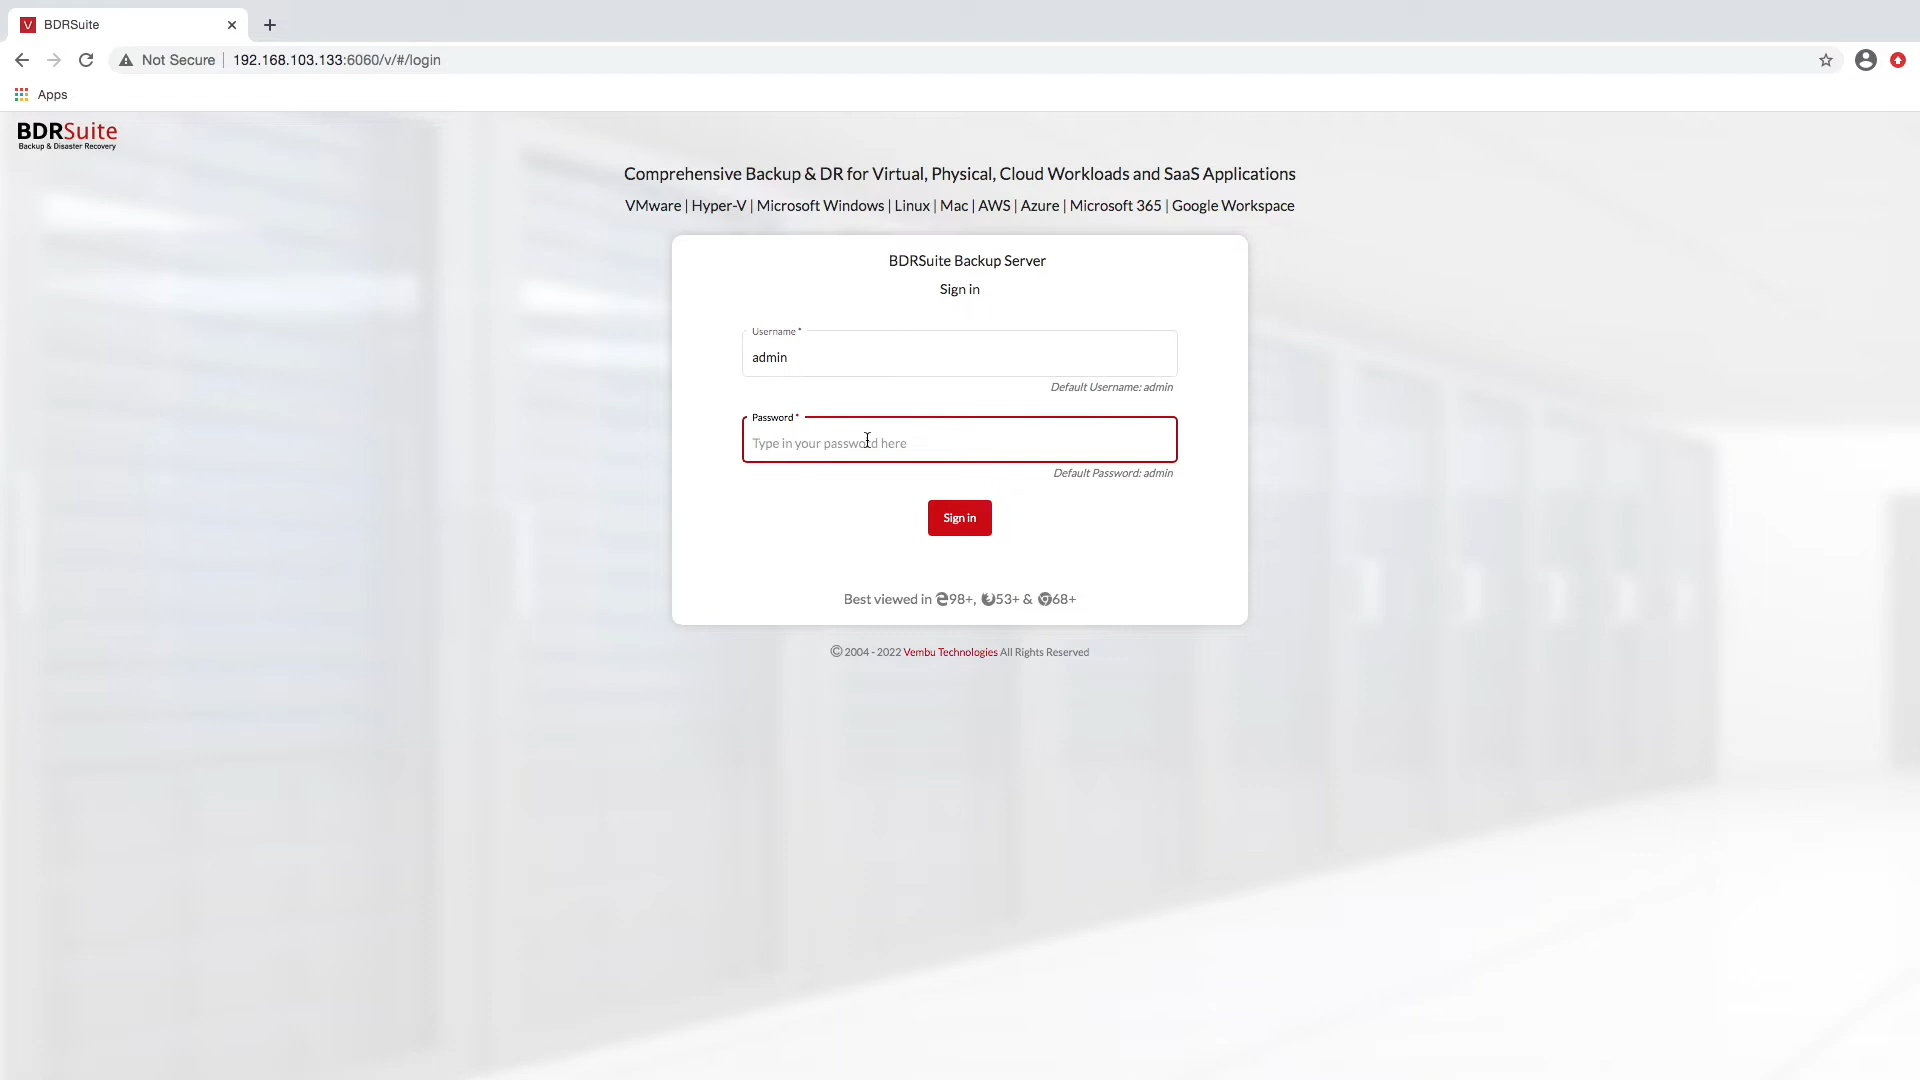 BDRSuite
Not Secure 192.168.103.133:6060/v/#/login
Apps
BDRSuite
Backup & Disaster Recovery
Comprehensive Backup & DR for Virtual, Physical, Cloud Workloads and SaaS Applications
VMware | Hyper-V | Microsoft Windows | Linux | Mac | AWS | Azure | Microsoft 365 | Google Workspace
BDRSuite Backup Server
Sign in
Username *
admin
Default Username: admin
Password *
Type in your password here
Default Password: admin
Sign in
Best viewed in 98+, 53+ & 68+
© 2004 - 2022 Vembu Technologies All Rights Reserved